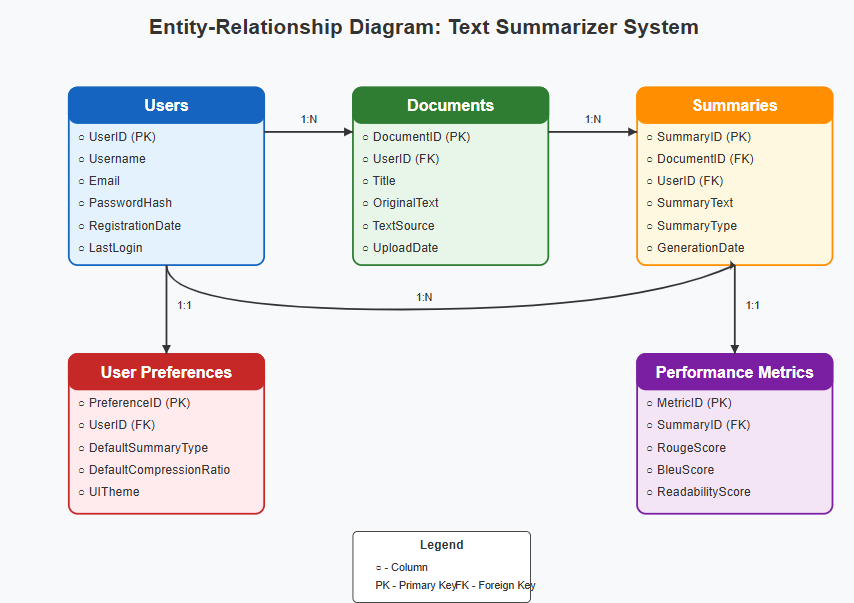 Entity-Relationship Diagram: Text Summarizer System
Users
○ UserID (PK)
○ Username
○ Email
○ PasswordHash
○ RegistrationDate
○ LastLogin
1:N
Documents
○ DocumentID (PK)
○ UserID (FK)
○ Title
○ OriginalText
○ TextSource
○ UploadDate
1:N
Summaries
○ SummaryID (PK)
○ DocumentID (FK)
○ UserID (FK)
○ SummaryText
○ SummaryType
○ GenerationDate
1:1
1:N
1:1
User Preferences
○ PreferenceID (PK)
○ UserID (FK)
○ DefaultSummaryType
○ DefaultCompressionRatio
○ UITheme
Performance Metrics
○ MetricID (PK)
○ SummaryID (FK)
○ RougeScore
○ BleuScore
○ ReadabilityScore
Legend
○ - Column
PK - Primary Key FK - Foreign Key